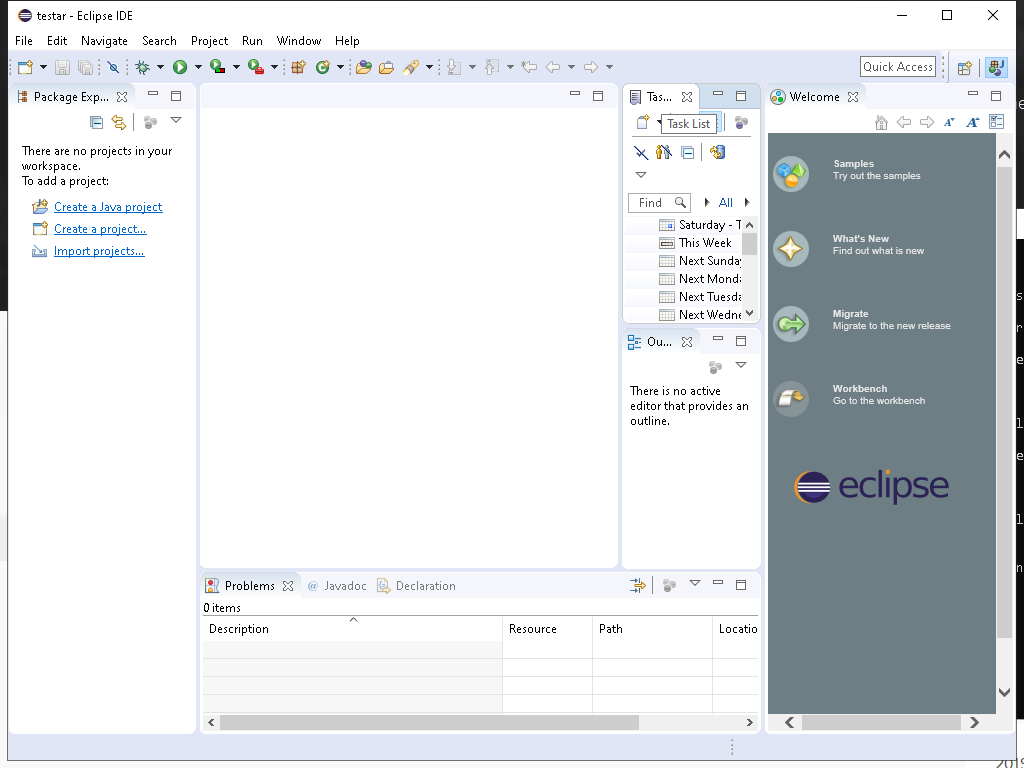 testar - Eclipse IDE
File Edit Navigate Search Project Run Window Help
Quick Access
Package Exp...
There are no projects in your
workspace.
To add a project:
Create a Java project
Create a project...
Import projects...
Tas...
Task List
Find
All
Saturday - T
This Week
Next Sunday
Next Monda
Next Tuesda
Next Wedne
Ou...
There is no active
editor that provides an
outline.
Welcome
Samples
Try out the samples
What's New
Find out what is new
Migrate
Migrate to the new release
Workbench
Go to the workbench
eclipse
Problems
@ Javadoc
Declaration
0 items
Description Resource Path Locatio